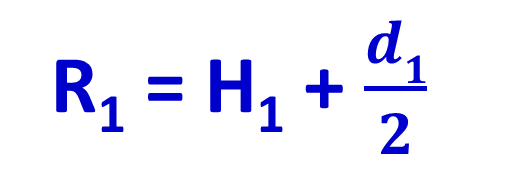 R₁ = H₁ + d₁/2